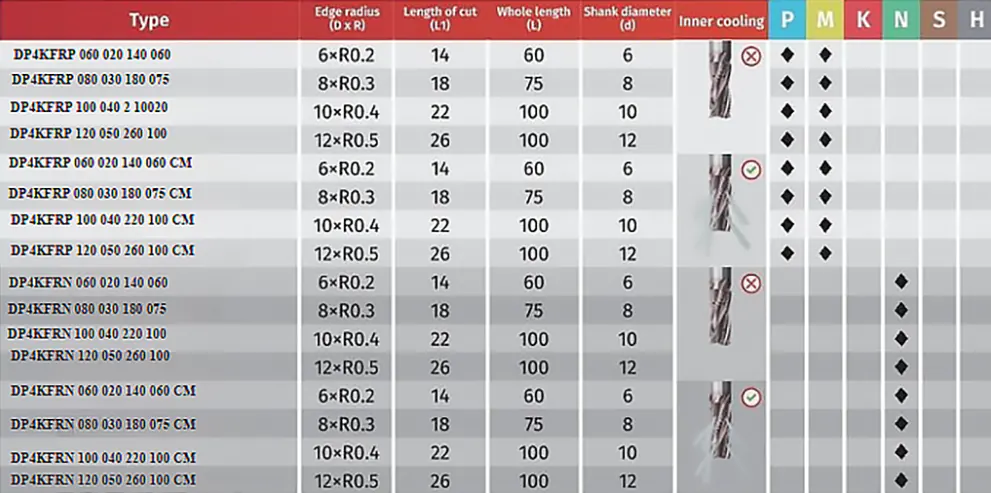 Type Edge radius (D x R) Length of cut (L1) Whole length (L) Shank diameter (d) Inner cooling P M K N S H
DP4KFRP 060 020 140 060 6×R0.2 14 60 6 ◆ ◆
DP4KFRP 080 030 180 075 8×R0.3 18 75 8 ◆ ◆
DP4KFRP 100 040 2 10020 10×R0.4 22 100 10 ◆ ◆
DP4KFRP 120 050 260 100 12×R0.5 26 100 12 ◆ ◆
DP4KFRP 060 020 140 060 CM 6×R0.2 14 60 6 ◆ ◆
DP4KFRP 080 030 180 075 CM 8×R0.3 18 75 8 ◆ ◆
DP4KFRP 100 040 220 100 CM 10×R0.4 22 100 10 ◆ ◆
DP4KFRP 120 050 260 100 CM 12×R0.5 26 100 12 ◆ ◆
DP4KFRN 060 020 140 060 6×R0.2 14 60 6 ◆
DP4KFRN 080 030 180 075 8×R0.3 18 75 8 ◆
DP4KFRN 100 040 220 100 10×R0.4 22 100 10 ◆
DP4KFRN 120 050 260 100 12×R0.5 26 100 12 ◆
DP4KFRN 060 020 140 060 CM 6×R0.2 14 60 6 ◆
DP4KFRN 080 030 180 075 CM 8×R0.3 18 75 8 ◆
DP4KFRN 100 040 220 100 CM 10×R0.4 22 100 10 ◆
DP4KFRN 120 050 260 100 CM 12×R0.5 26 100 12 ◆